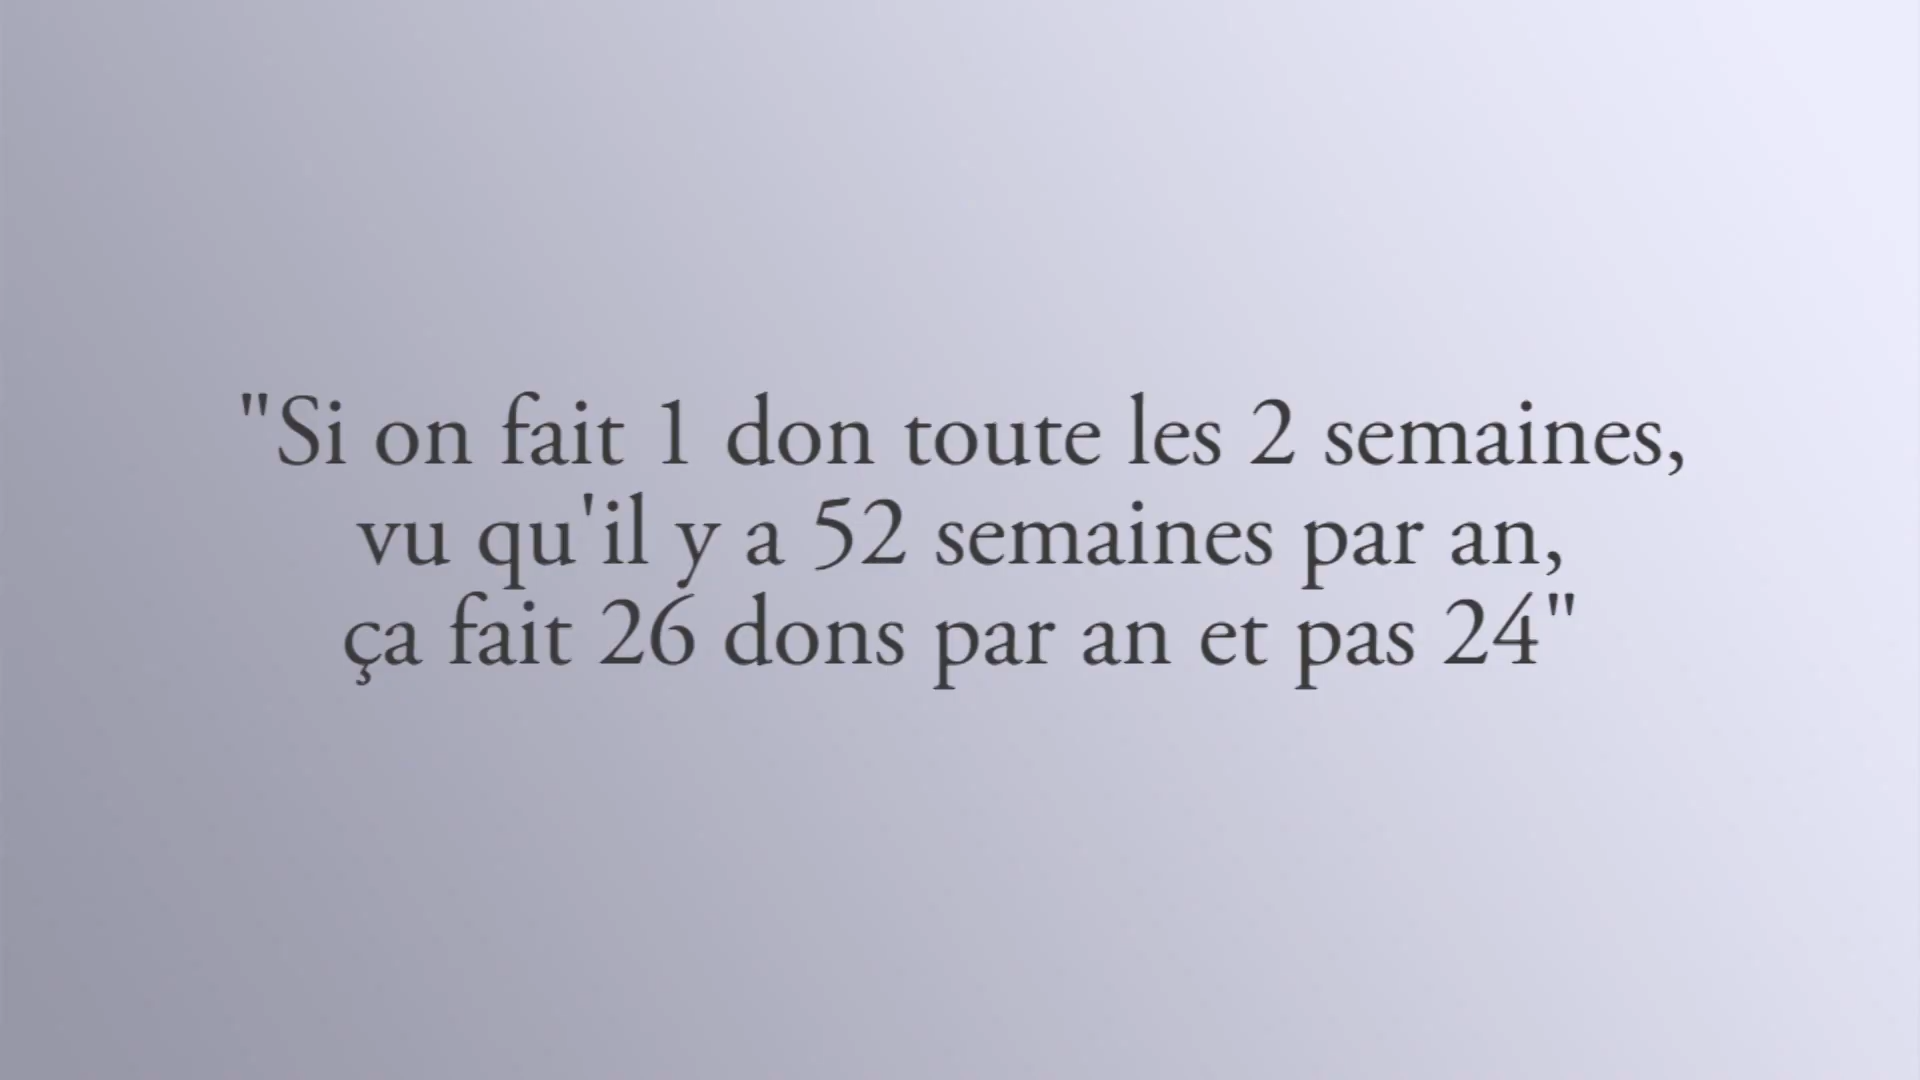 "Si on fait 1 don toute les 2 semaines,
vu qu'il y a 52 semaines par an,
ça fait 26 dons par an et pas 24"